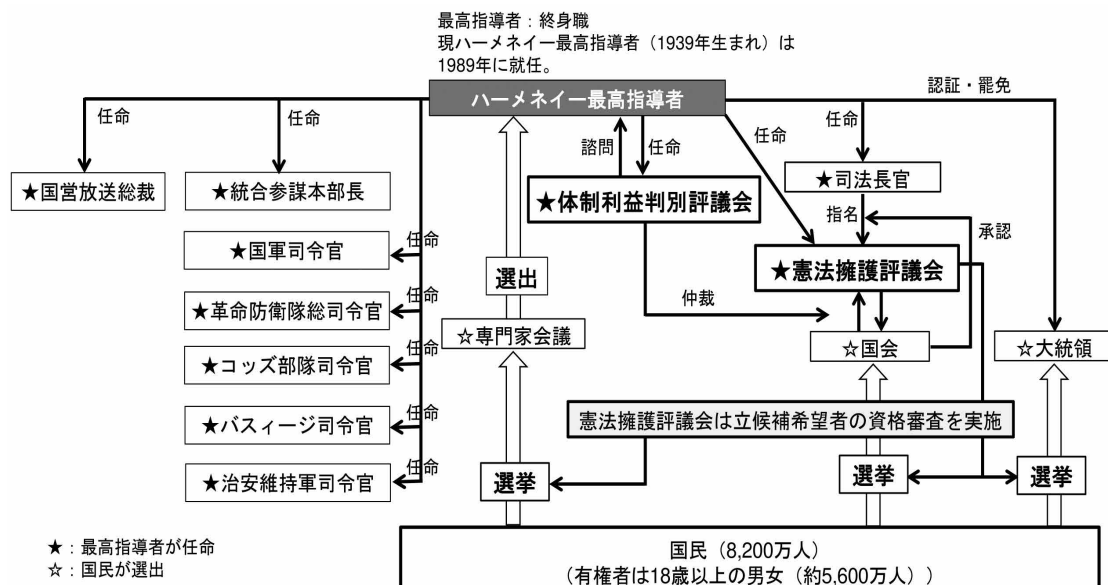 最高指導者:終身職
現ハーメネイー最高指導者(1939年生まれ)は
1989年に就任。
ハーメネイー最高指導者
認証・罷免
任命
任命
諮問
任命
任命
任命
★国営放送総裁
★統合参謀本部長
★体制利益判別評議会
★司法長官
指名
承認
★国軍司令官
任命
選出
★憲法擁護評議会
仲裁
★革命防衛隊総司令官
任命
☆専門家会議
☆国会
☆大統領
★コッズ部隊司令官
任命
★バスィージ司令官
任命
憲法擁護評議会は立候補希望者の資格審査を実施
★治安維持軍司令官
任命
選挙
選挙
選挙
★:最高指導者が任命
☆:国民が選出
国民(8,200万人)
(有権者は18歳以上の男女(約5,600万人))